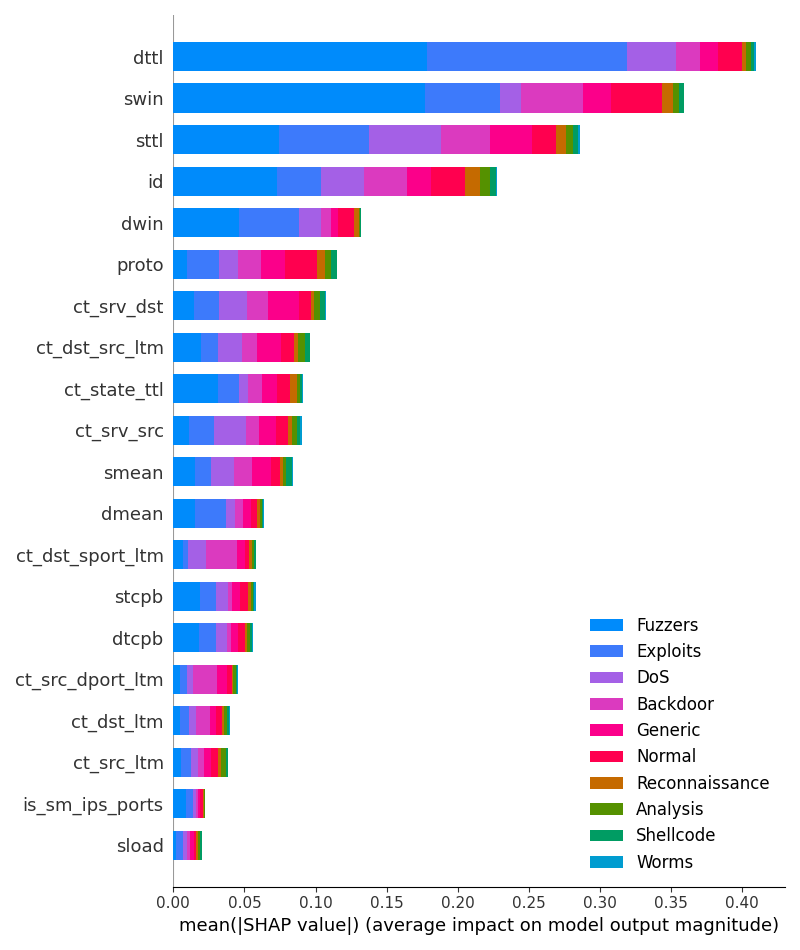 dttl
swin
sttl
id
dwin
proto
ct_srv_dst
ct_dst_src_ltm
ct_state_ttl
ct_srv_src
smean
dmean
ct_dst_sport_ltm
stcpb
dtcpb
ct_src_dport_ltm
ct_dst_ltm
ct_src_ltm
is_sm_ips_ports
sload
Fuzzers
Exploits
DoS
Backdoor
Generic
Normal
Reconnaissance
Analysis
Shellcode
Worms
0.00 0.05 0.10 0.15 0.20 0.25 0.30 0.35 0.40
mean(|SHAP value|) (average impact on model output magnitude)